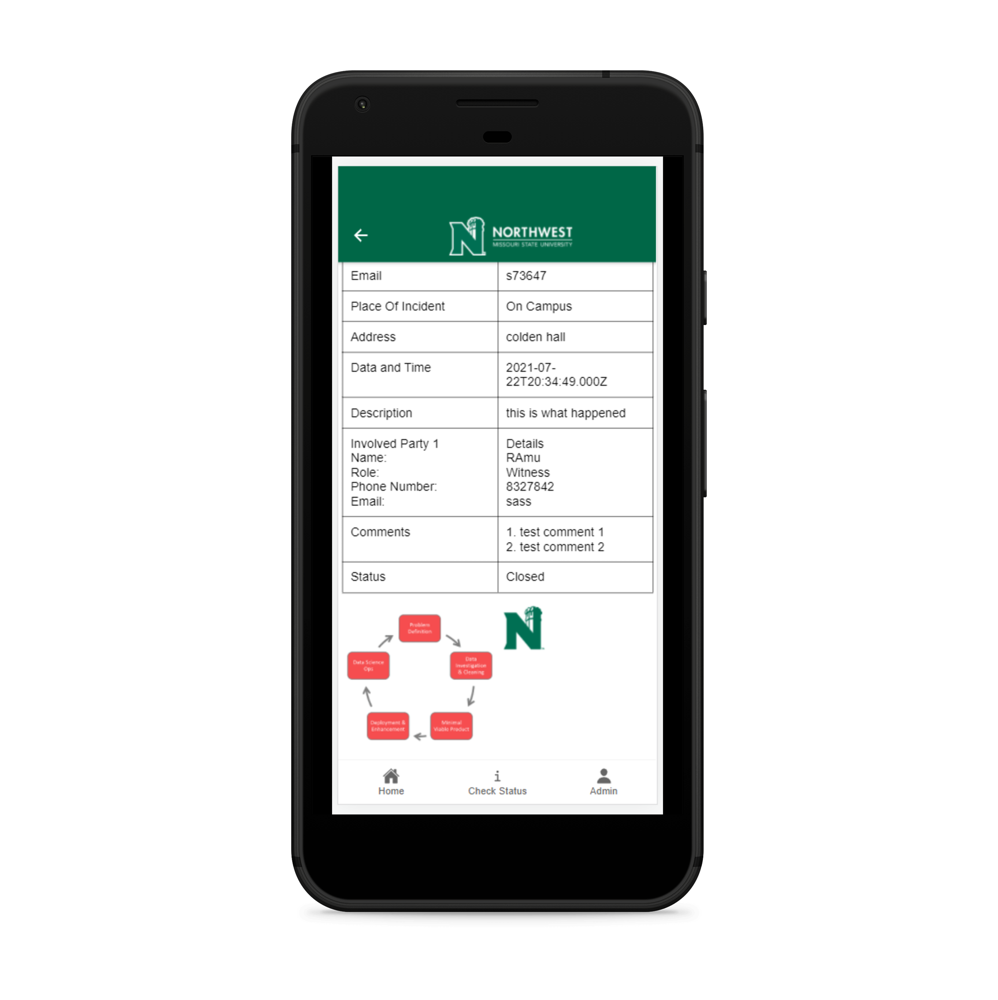 NORTHWEST
MISSOURI STATE UNIVERSITY
Email s73647
Place Of Incident On Campus
Address colden hall
Data and Time 2021-07-
22T20:34:49.000Z
Description this is what happened
Involved Party 1 Details
Name: RAmu
Role: Witness
Phone Number: 8327842
Email: sass
Comments 1. test comment 1
2. test comment 2
Status Closed
Problem
Definition
Data
Investigation
& Cleaning
Minimal
Viable Product
Deployment &
Enhancement
Data Science
Ops
Home
i
Check Status
Admin